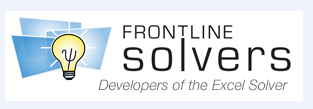 FRONTLINE
solvers
Developers of the Excel Solver
ψ